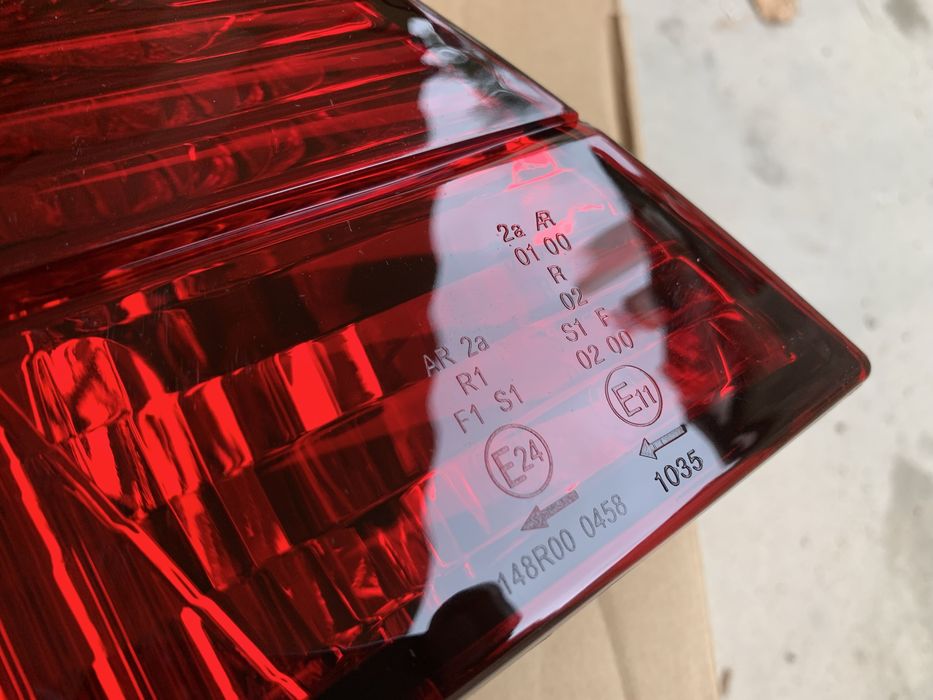 2a AR
01 00
R
02
S1 F
02 00
E11
1035
AR 2a
R1
F1 S1
E24
148R00 0458